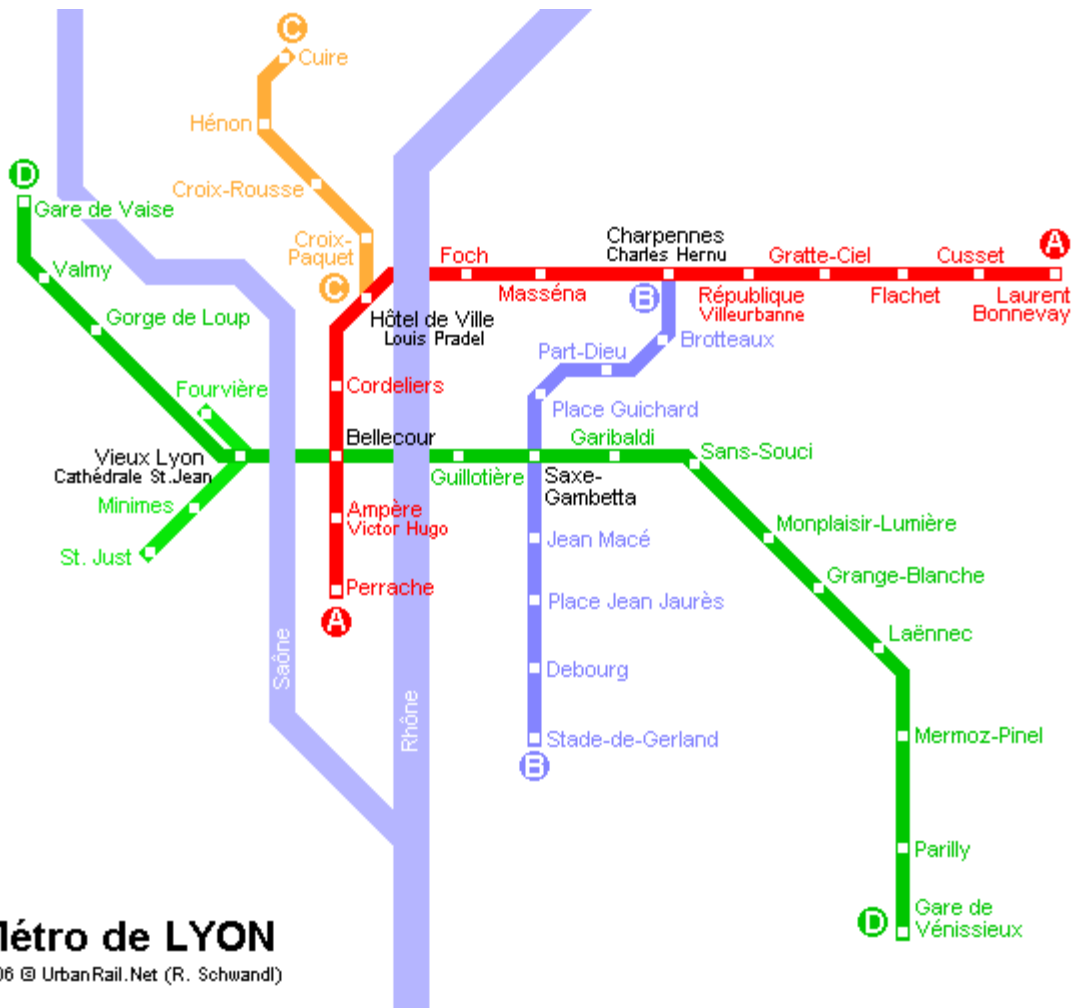 C
Cuire
Hénon
D
Croix-Rousse
Gare de Vaise
Croix-
Paquet
C
Charpennes
Charles Hernu
A
Foch
Gratte-Ciel
Cusset
Valmy
Masséna
B
République
Villeurbanne
Flachet
Laurent
Bonnevay
Gorge de Loup
Hôtel de Ville
Louis Pradel
Brotteaux
Part-Dieu
Fourvière
Cordeliers
Place Guichard
Vieux Lyon
Cathédrale St.Jean
Bellecour
Garibaldi
Sans-Souci
Guillotière
Saxe-
Gambetta
Minimes
Ampère
Victor Hugo
Monplaisir-Lumière
St. Just
Jean Macé
Grange-Blanche
Perrache
Place Jean Jaurès
A
Laënnec
Saône
Rhône
Debourg
Stade-de-Gerland
B
Mermoz-Pinel
Parilly
D
Gare de
Vénissieux
Métro de LYON
06 © UrbanRail.Net (R. Schwandl)